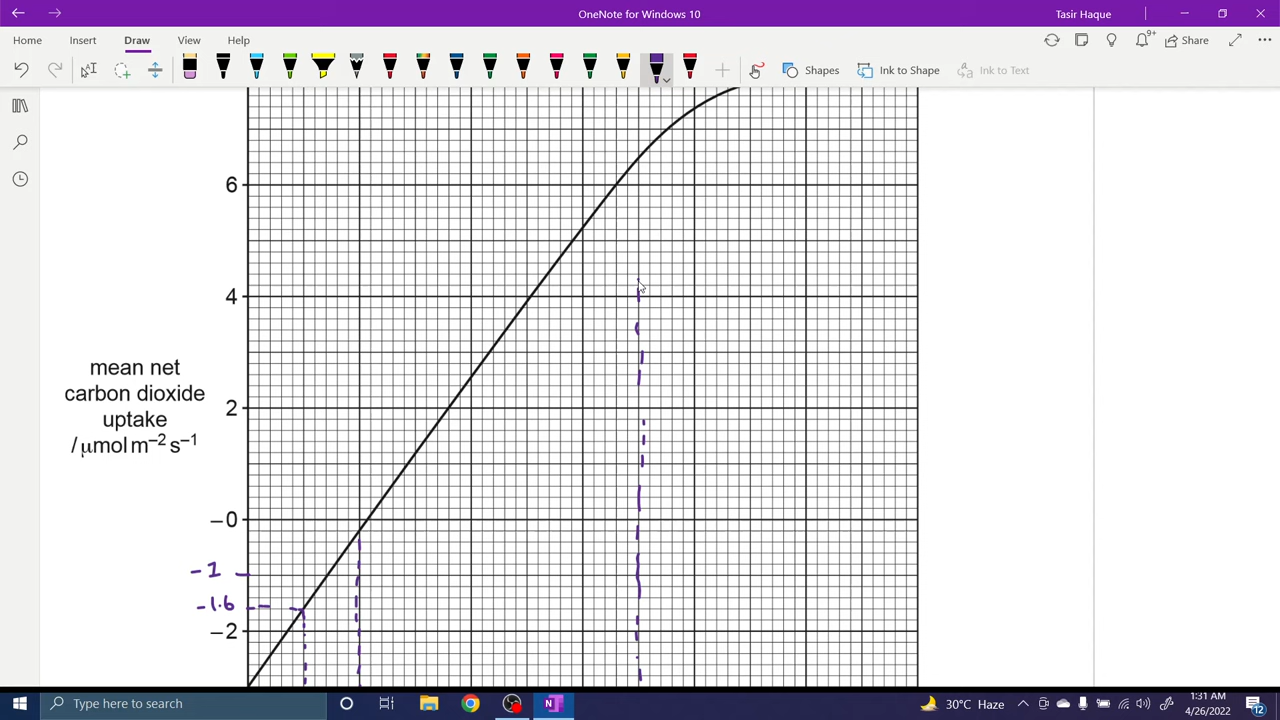 OneNote for Windows 10
Tasir Haque
Home
Insert
Draw
View
Help
Share
Shapes
Ink to Shape
Ink to Text
6
4
mean net
carbon dioxide
uptake
/μmol m⁻² s⁻¹
2
–0
-1
-1.6
–2
Type here to search
30°C Haze
1:31 AM
4/26/2022
9+
12